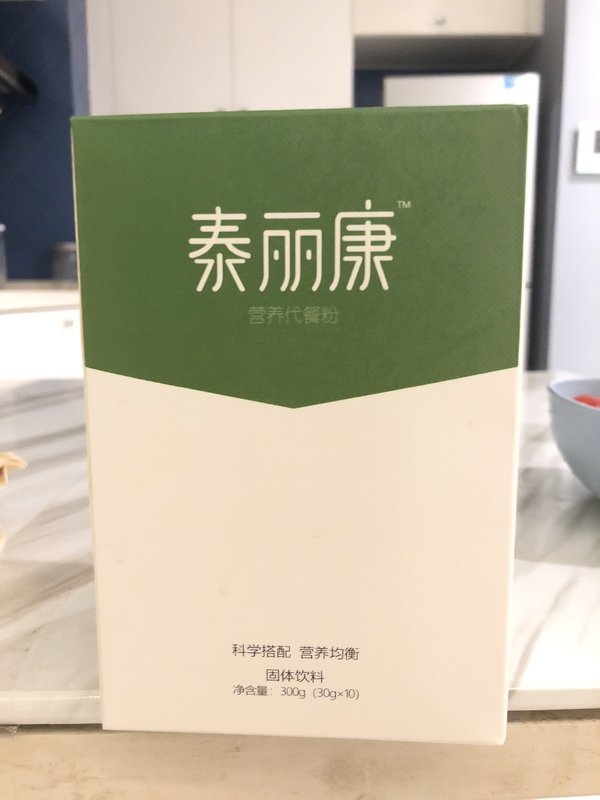 泰丽康™
营养代餐粉
科学搭配 营养均衡
固体饮料
净含量：300g（30g×10）